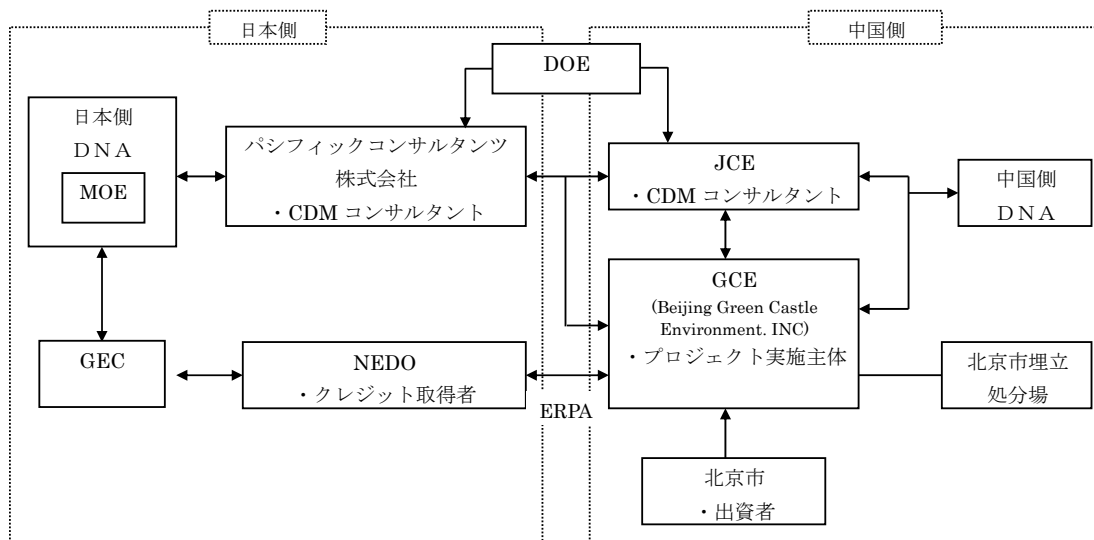 日本側
中国側
DOE
日本側
ＤＮＡ
MOE
パシフィックコンサルタンツ
株式会社
・CDM コンサルタント
JCE
・CDM コンサルタント
中国側
ＤＮＡ
GCE
(Beijing Green Castle
Environment. INC)
・プロジェクト実施主体
GEC
NEDO
・クレジット取得者
ERPA
北京市埋立
処分場
北京市
・出資者